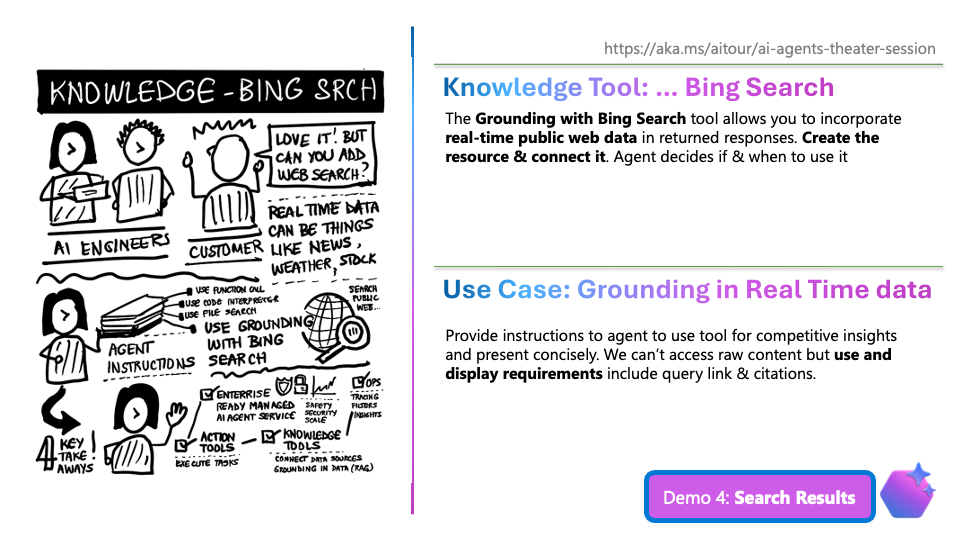 https://aka.ms/aitour/ai-agents-theater-session
KNOWLEDGE - BING SRCH
LOVE IT! BUT
CAN YOU ADD
WEB SEARCH?
AI ENGINEERS
CUSTOMER
REAL TIME DATA
CAN BE THINGS
LIKE NEWS,
WEATHER, STOCK
USE FUNCTION CALL
USE CODE INTERPRETER
USE FILE SEARCH
USE GROUNDING
WITH BING
SEARCH
AGENT
INSTRUCTIONS
SEARCH
PUBLIC
WEB...
4 KEY
TAKE
AWAYS!
ENTERRISE
READY MANAGED
AI AGENT SERVICE
SAFETY
SECURITY
SCALE
OPS
TRACING
FILTERS
INSIGHTS
ACTION
TOOLS
EXECUTE TASKS
KNOWLEDGE
TOOLS
CONNECT DATA SOURCES
GROUNDING IN DATA (RAG)
Knowledge Tool: ... Bing Search
The Grounding with Bing Search tool allows you to incorporate
real-time public web data in returned responses. Create the
resource & connect it. Agent decides if & when to use it
Use Case: Grounding in Real Time data
Provide instructions to agent to use tool for competitive insights
and present concisely. We can’t access raw content but use and
display requirements include query link & citations.
Demo 4: Search Results